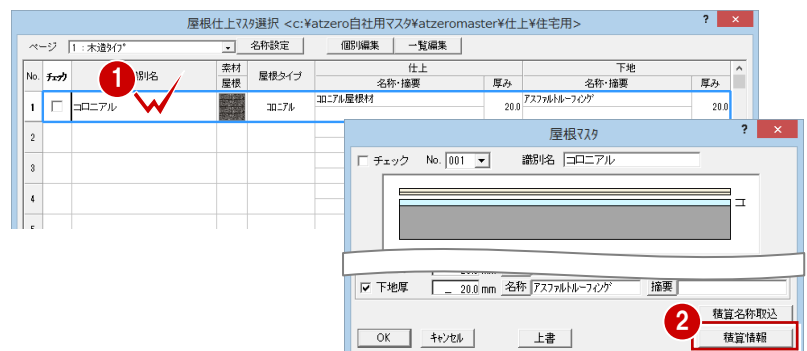 屋根仕上マスタ選択 <c:¥atzero自社用マスタ¥atzeromaster¥仕上¥住宅用>
? ×
ページ 1 : 木造タイプ 名称設定 個別編集 一覧編集
No. チェック 別名 素材 屋根 屋根タイプ 仕上 下地
名称・摘要 厚み 名称・摘要 厚み
1
1 コロニアル コロニアル コロニアル屋根材 20.0 アスファルトルーフィング 20.0
2
3
4
屋根マスタ
? ×
チェック No. 001 識別名 コロニアル
下地厚 20.0 mm 名称 アスファルトルーフィング 摘要
積算名称取込
2
OK キャンセル 上書 積算情報